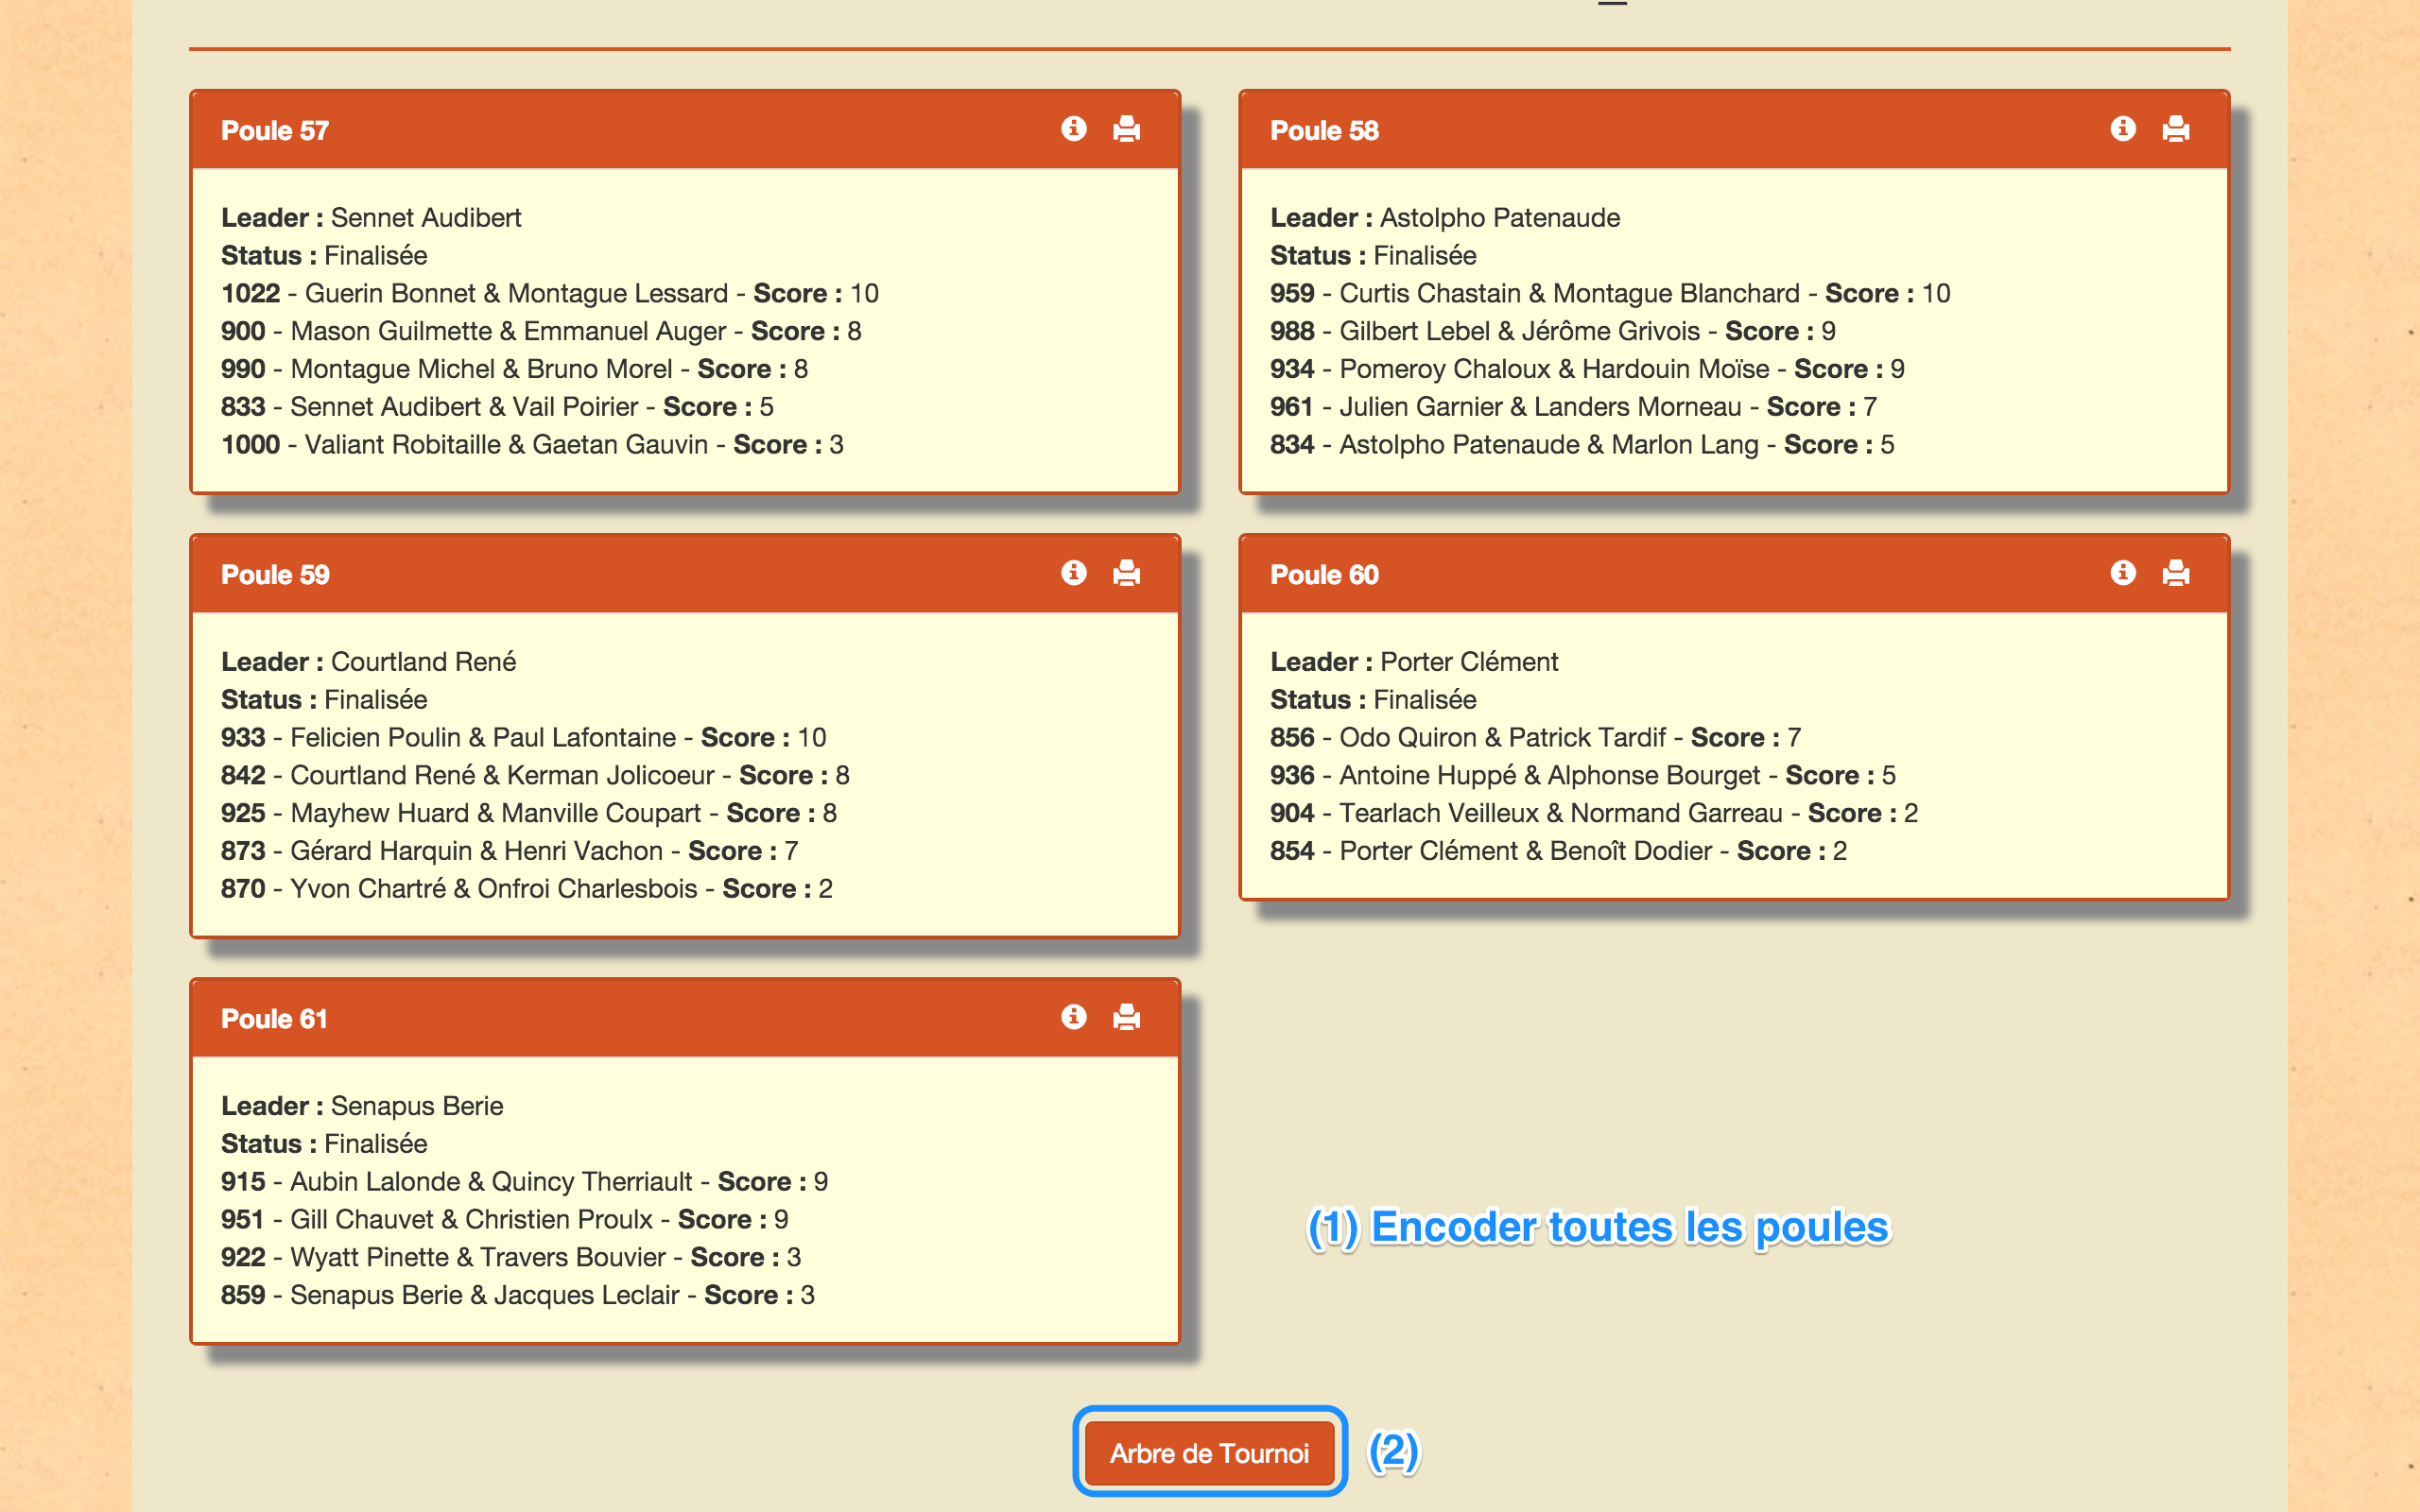 Poule 57
Leader : Sennet Audibert
Status : Finalisée
1022 - Guerin Bonnet & Montague Lessard - Score : 10
900 - Mason Guilmette & Emmanuel Auger - Score : 8
990 - Montague Michel & Bruno Morel - Score : 8
833 - Sennet Audibert & Vail Poirier - Score : 5
1000 - Valiant Robitaille & Gaetan Gauvin - Score : 3
Poule 58
Leader : Astolpho Patenaude
Status : Finalisée
959 - Curtis Chastain & Montague Blanchard - Score : 10
988 - Gilbert Lebel & Jérôme Grivois - Score : 9
934 - Pomeroy Chaloux & Hardouin Moïse - Score : 9
961 - Julien Garnier & Landers Morneau - Score : 7
834 - Astolpho Patenaude & Marlon Lang - Score : 5
Poule 59
Leader : Courtland René
Status : Finalisée
933 - Felicien Poulin & Paul Lafontaine - Score : 10
842 - Courtland René & Kerman Jolicoeur - Score : 8
925 - Mayhew Huard & Manville Coupart - Score : 8
873 - Gérard Harquin & Henri Vachon - Score : 7
870 - Yvon Chartré & Onfroi Charlesbois - Score : 2
Poule 60
Leader : Porter Clément
Status : Finalisée
856 - Odo Quiron & Patrick Tardif - Score : 7
936 - Antoine Huppé & Alphonse Bourget - Score : 5
904 - Tearlach Veilleux & Normand Garreau - Score : 2
854 - Porter Clément & Benoît Dodier - Score : 2
Poule 61
Leader : Senapus Berie
Status : Finalisée
915 - Aubin Lalonde & Quincy Therriault - Score : 9
951 - Gill Chauvet & Christien Proulx - Score : 9
922 - Wyatt Pinette & Travers Bouvier - Score : 3
859 - Senapus Berie & Jacques Leclair - Score : 3
(1) Encoder toutes les poules
Arbre de Tournoi (2)